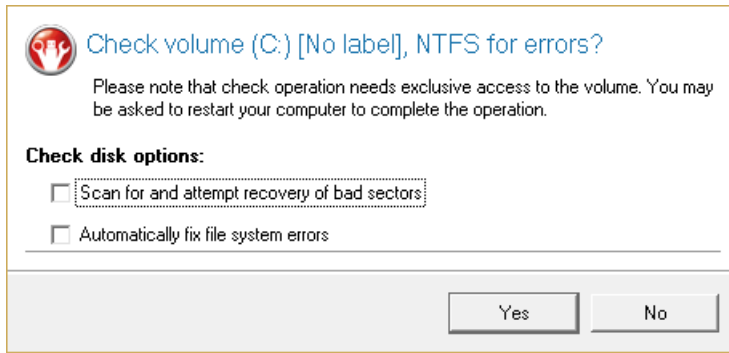 Check volume (C:) [No label], NTFS for errors?
Please note that check operation needs exclusive access to the volume. You may
be asked to restart your computer to complete the operation.
Check disk options:
Scan for and attempt recovery of bad sectors
Automatically fix file system errors
Yes No